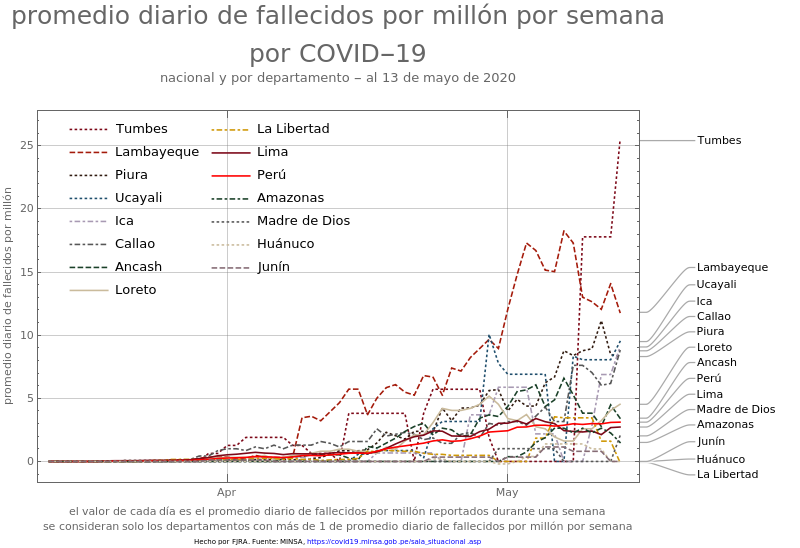 promedio diario de fallecidos por millón por semana
por COVID−19
nacional y por departamento − al 13 de mayo de 2020
promedio diario de fallecidos por millón
25
20
15
10
5
0
Apr
May
Tumbes
Lambayeque
Piura
Ucayali
Ica
Callao
Ancash
Loreto
La Libertad
Lima
Perú
Amazonas
Madre de Dios
Huánuco
Junín
Tumbes
Lambayeque
Ucayali
Ica
Callao
Piura
Loreto
Ancash
Perú
Lima
Madre de Dios
Amazonas
Junín
Huánuco
La Libertad
el valor de cada día es el promedio diario de fallecidos por millón reportados durante una semana
se consideran solo los departamentos con más de 1 de promedio diario de fallecidos por millón por semana
Hecho por FJRA. Fuente: MINSA, https://covid19.minsa.gob.pe/sala_situacional.asp